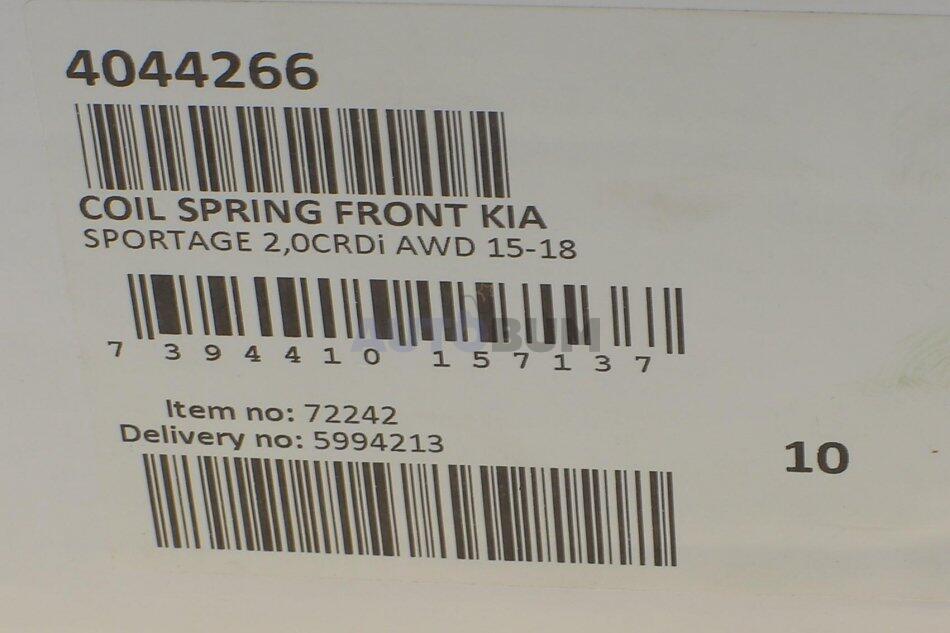 4044266
COIL SPRING FRONT KIA
SPORTAGE 2,0CRDi AWD 15-18
AUTOBUM
7 394410 157137
Item no: 72242
Delivery no: 5994213
10